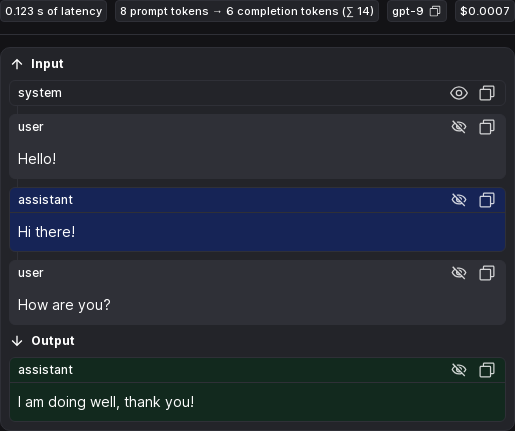 0.123 s of latency 8 prompt tokens → 6 completion tokens (∑ 14) gpt-9 $0.0007
Input
system
user
Hello!
assistant
Hi there!
user
How are you?
Output
assistant
I am doing well, thank you!